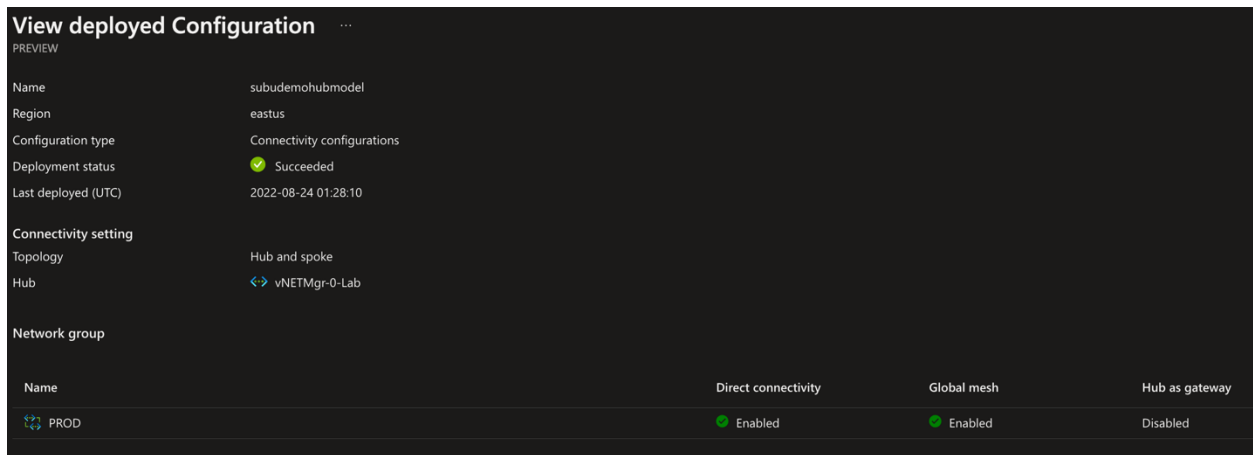 View deployed Configuration ...
PREVIEW
Name subudemohubmodel
Region eastus
Configuration type Connectivity configurations
Deployment status Succeeded
Last deployed (UTC) 2022-08-24 01:28:10
Connectivity setting
Topology Hub and spoke
Hub vNETMgr-0-Lab
Network group
Name Direct connectivity Global mesh Hub as gateway
PROD Enabled Enabled Disabled